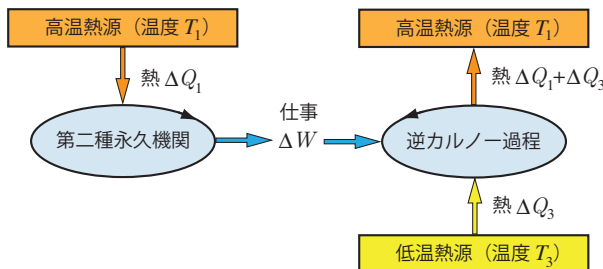 高温熱源（温度 T₁）
高温熱源（温度 T₁）
熱 ΔQ₁
熱 ΔQ₁+ΔQ₃
仕事
第二種永久機関
ΔW
逆カルノー過程
熱 ΔQ₃
低温熱源（温度 T₃）